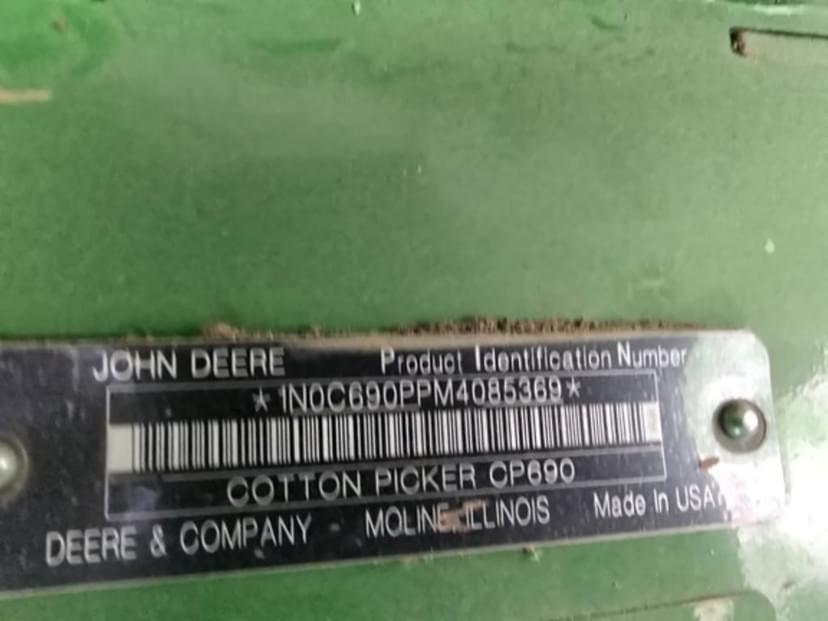 JOHN DEERE Product Identification Number
*1N0C690PPM4085369*
COTTON PICKER CP690
DEERE & COMPANY MOLINE, ILLINOIS Made in USA